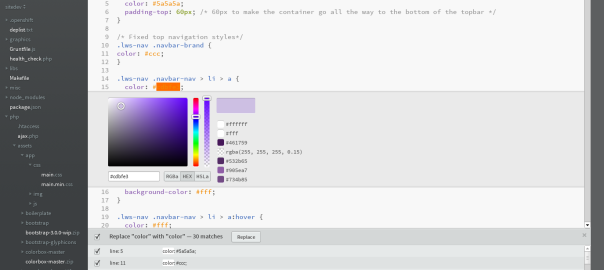 .openshift
deploy.txt
graphics
Gruntfile.js
health_check.php
libs
Makefile
misc
node_modules
package.json
php
.htaccess
ajax.php
assets
app
css
main.css
main.min.css
img
js
boilerplate
bootstrap
bootstrap-3.0.0-wip.zip
bootstrap-glyphicons
colorbox-master
colorbox-master.zip
5 color: #5a5a5a;
6 padding-top: 60px; /* 60px to make the container go all the way to the bottom of the topbar */
7 }
8
9 /* Fixed top navigation styles*/
10 .lws-nav .navbar-brand {
11 color: #ccc;
12 }
13
14 .lws-nav .navbar-nav > li > a {
15 color: #
#ffffff
#fff
#461759
rgba(255, 255, 255, 0.15)
#532b65
#985ea7
#734b85
#cdbfe3
RGBa HEX HSLa
16 background-color: #fff;
17 }
18
19 .lws-nav .navbar-nav > li > a:hover {
20 color: #fff;
Replace "color" with "color" — 30 matches Replace
line: 5 color: #5a5a5a;
line: 11 color: #ccc;